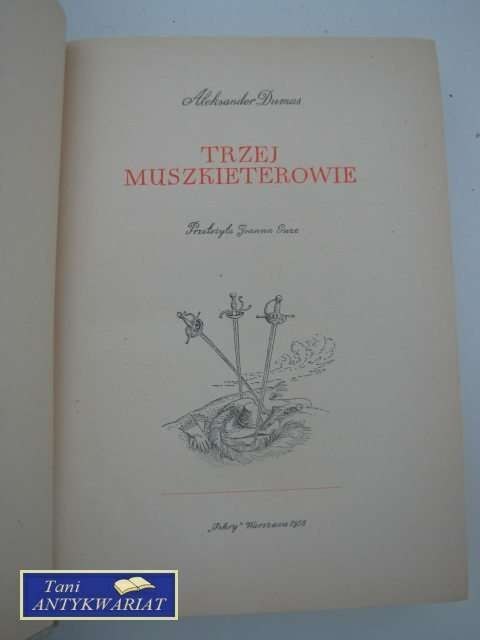 Aleksander Dumas
TRZEJ
MUSZKIETEROWIE
Przełożyła Joanna Guze
„Iskry” Warszawa
Tani
ANTYKWARIAT